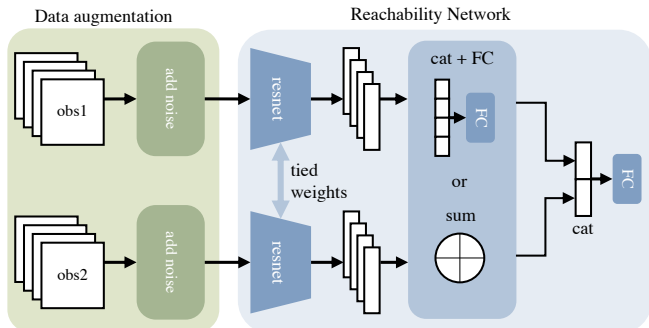 Data augmentation
Reachability Network
obs1
add noise
resnet
cat + FC
FC
tied
weights
or
sum
cat
FC
obs2
add noise
resnet